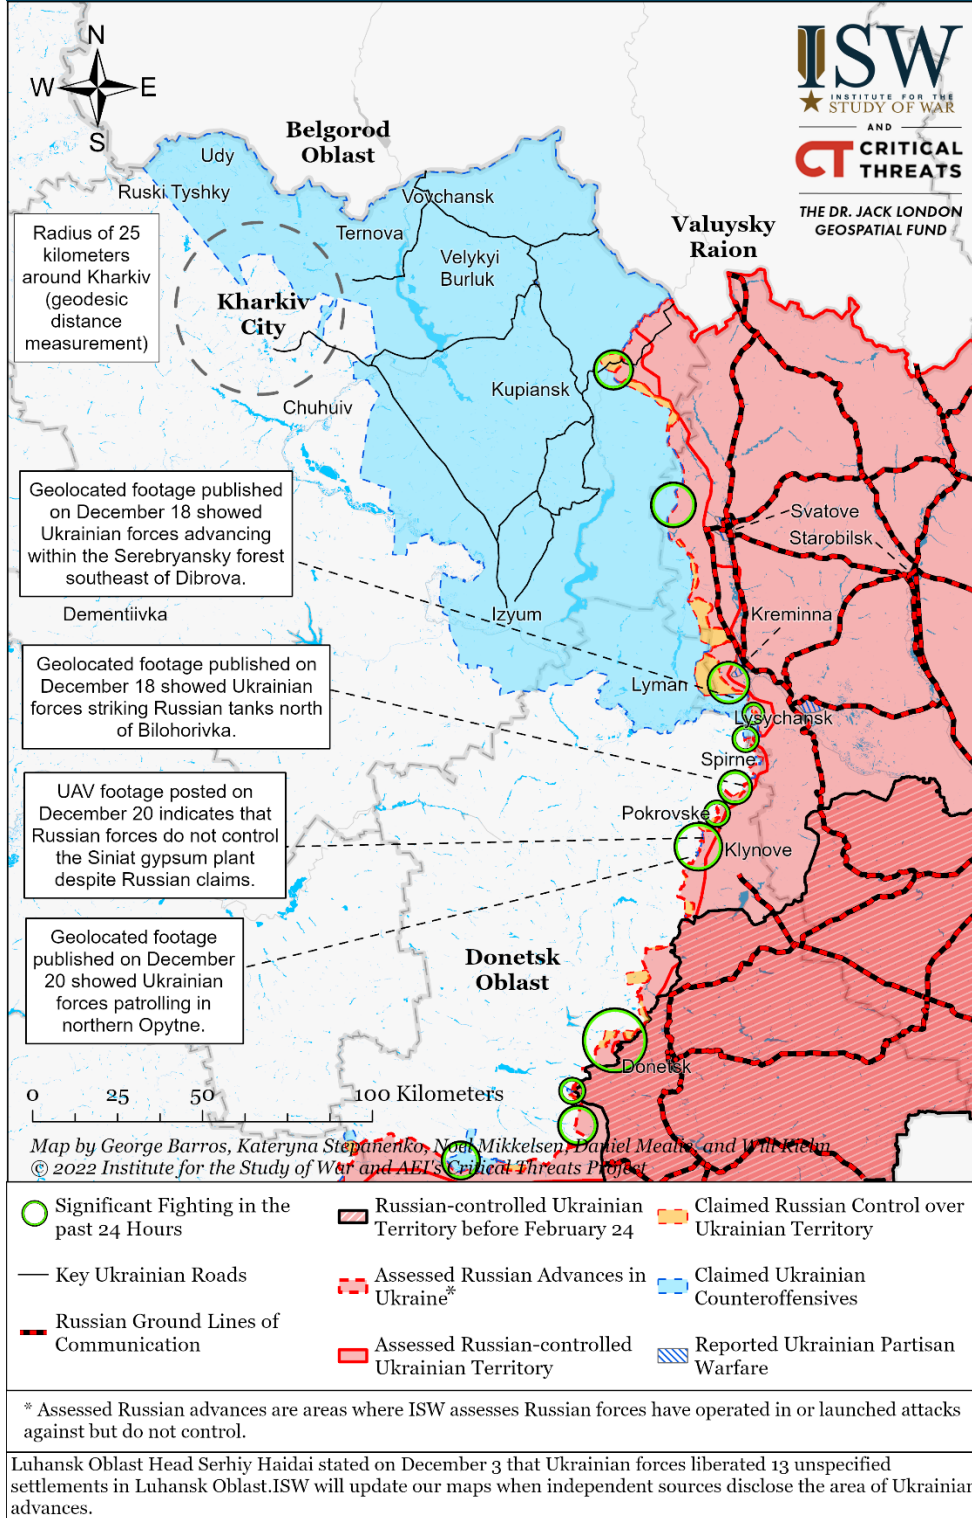 N
W E
S
ISW
INSTITUTE FOR THE
STUDY OF WAR
AND
CT CRITICAL
THREATS
THE DR. JACK LONDON
GEOSPATIAL FUND
Belgorod
Oblast
Udy
Ruski Tyshky
Vovchansk
Ternova
Valuysky
Raion
Radius of 25
kilometers
around Kharkiv
(geodesic
distance
measurement)
Velykyi
Burluk
Kharkiv
City
Kupiansk
Chuhuiv
Geolocated footage published
on December 18 showed
Ukrainian forces advancing
within the Serebryansky forest
southeast of Dibrova.
Svatove
Starobilsk
Dementiivka
Izyum
Kreminna
Geolocated footage published on
December 18 showed Ukrainian
forces striking Russian tanks north
of Bilohorivka.
Lyman
Lysychansk
Spirne
UAV footage posted on
December 20 indicates that
Russian forces do not control
the Siniat gypsum plant
despite Russian claims.
Pokrovske
Klynove
Geolocated footage
published on December
20 showed Ukrainian
forces patrolling in
northern Opytne.
Donetsk
Oblast
Donetsk
0 25 50 100 Kilometers
Map by George Barros, Kateryna Stepanenko, Noel Mikkelsen, Daniel Mealie, and Will Kielm
© 2022 Institute for the Study of War and AEI's Critical Threats Project
Significant Fighting in the
past 24 Hours
Key Ukrainian Roads
Russian Ground Lines of
Communication
Russian-controlled Ukrainian
Territory before February 24
Assessed Russian Advances in
Ukraine*
Assessed Russian-controlled
Ukrainian Territory
Claimed Russian Control over
Ukrainian Territory
Claimed Ukrainian
Counteroffensives
Reported Ukrainian Partisan
Warfare
* Assessed Russian advances are areas where ISW assesses Russian forces have operated in or launched attacks
against but do not control.
Luhansk Oblast Head Serhiy Haidai stated on December 3 that Ukrainian forces liberated 13 unspecified
settlements in Luhansk Oblast.ISW will update our maps when independent sources disclose the area of Ukrainian
advances.